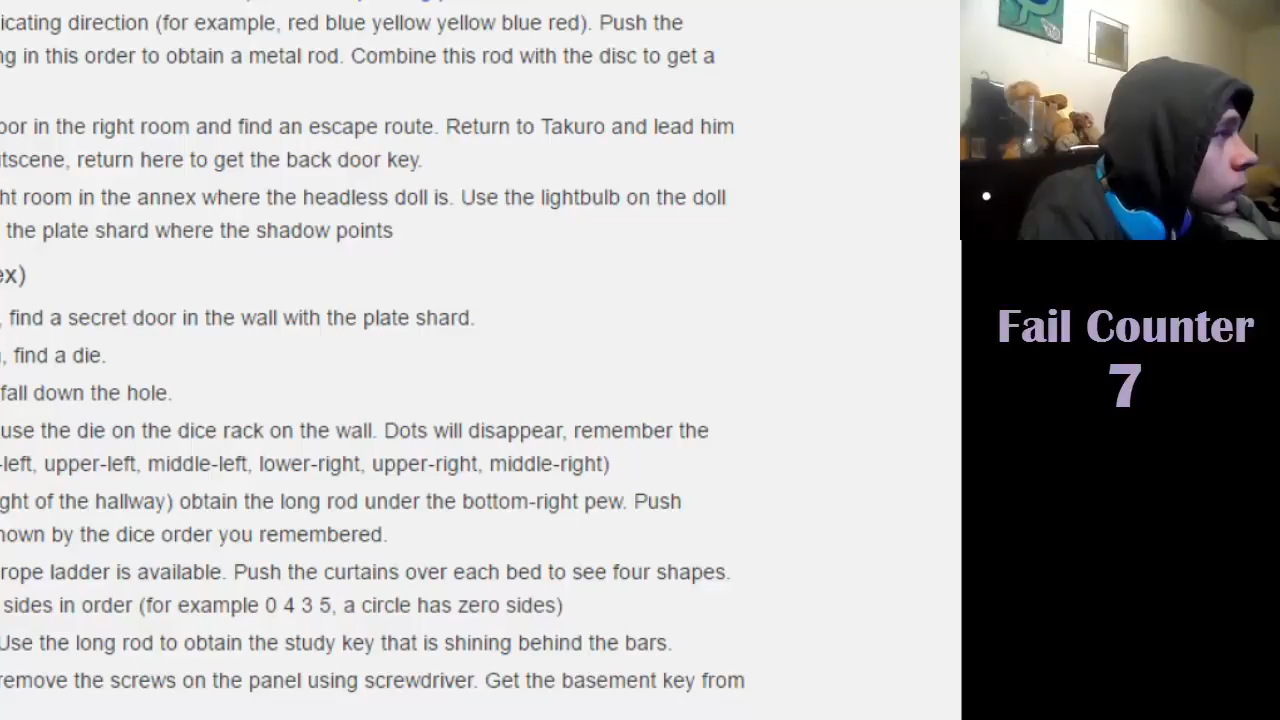 icating direction (for example, red blue yellow yellow blue red). Push the
ng in this order to obtain a metal rod. Combine this rod with the disc to get a
oor in the right room and find an escape route. Return to Takuro and lead him
tscene, return here to get the back door key.
ht room in the annex where the headless doll is. Use the lightbulb on the doll
the plate shard where the shadow points
ex)
, find a secret door in the wall with the plate shard.
, find a die.
fall down the hole.
use the die on the dice rack on the wall. Dots will disappear, remember the
-left, upper-left, middle-left, lower-right, upper-right, middle-right)
ght of the hallway) obtain the long rod under the bottom-right pew. Push
nown by the dice order you remembered.
rope ladder is available. Push the curtains over each bed to see four shapes.
sides in order (for example 0 4 3 5, a circle has zero sides)
Use the long rod to obtain the study key that is shining behind the bars.
remove the screws on the panel using screwdriver. Get the basement key from
Fail Counter
7